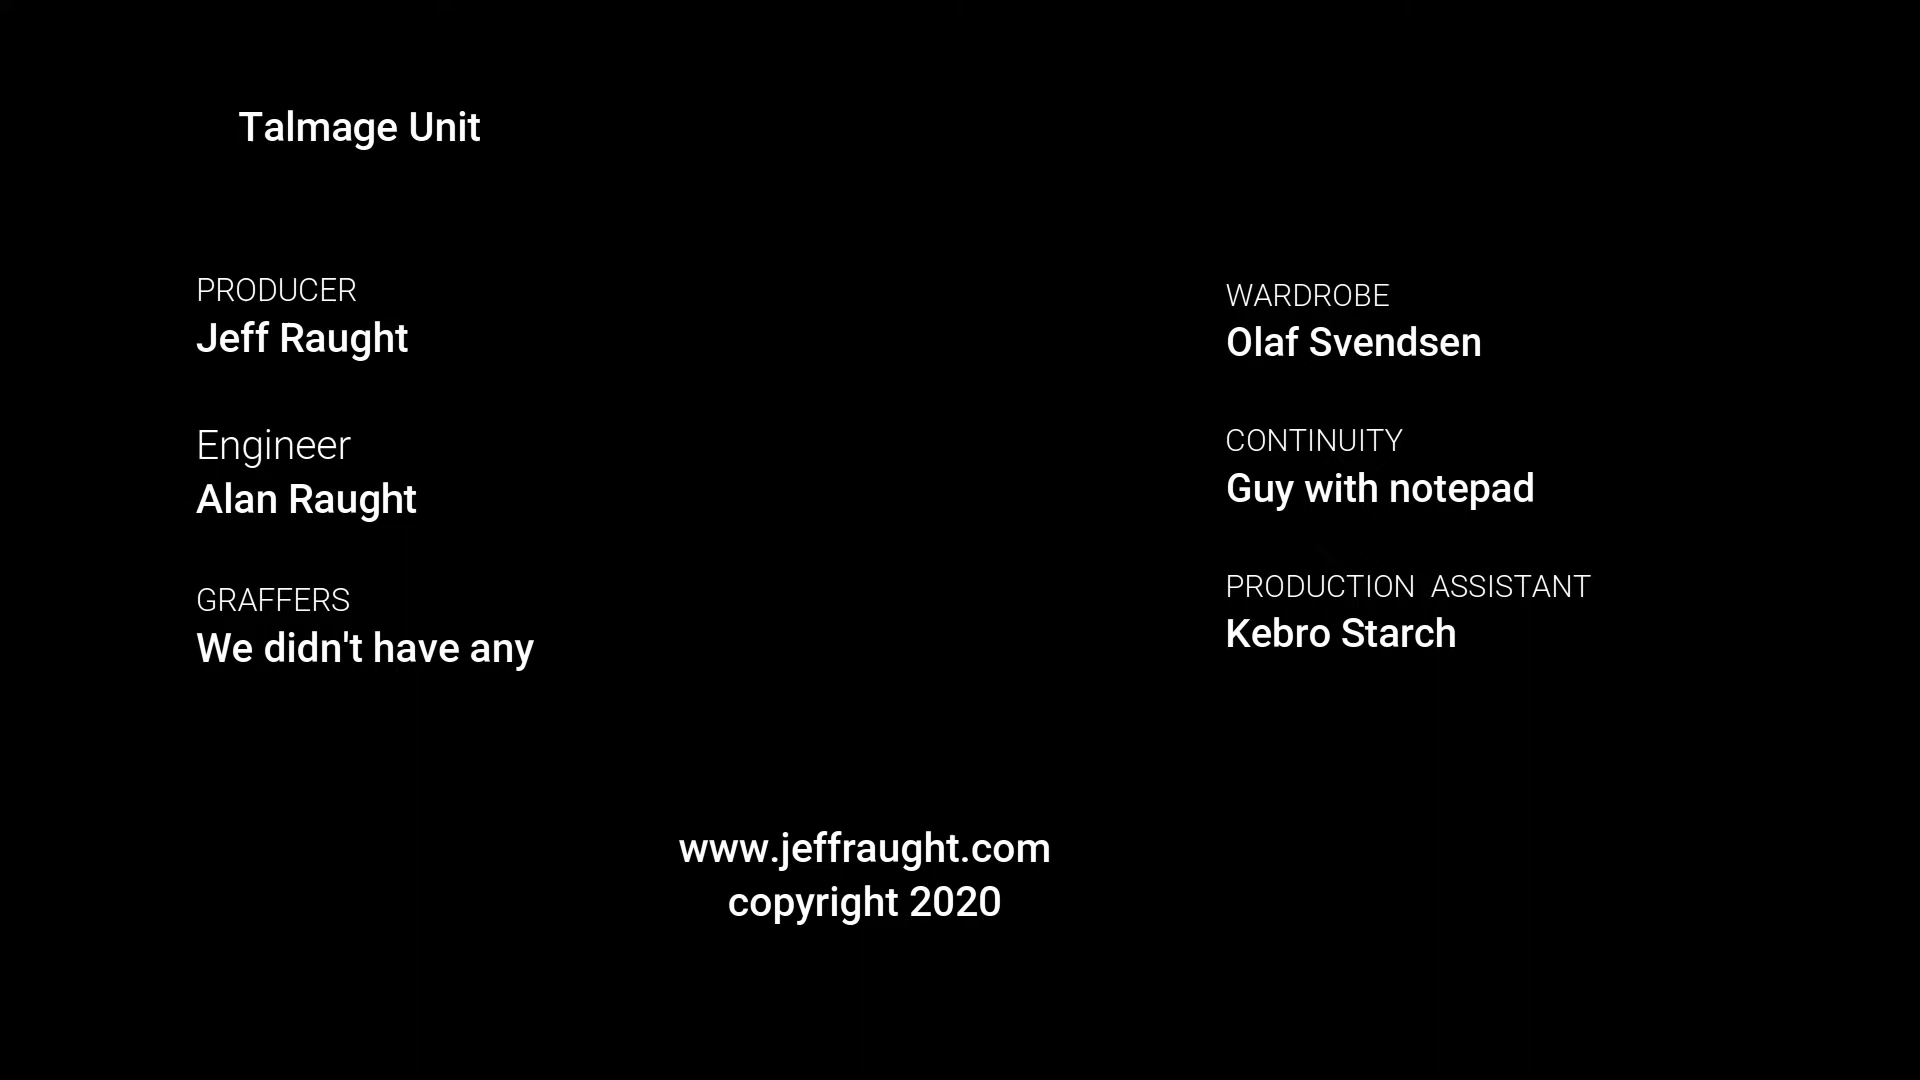 Talmage Unit
PRODUCER
Jeff Raught
Engineer
Alan Raught
GRAFFERS
We didn't have any
WARDROBE
Olaf Svendsen
CONTINUITY
Guy with notepad
PRODUCTION ASSISTANT
Kebro Starch
www.jeffraught.com
copyright 2020